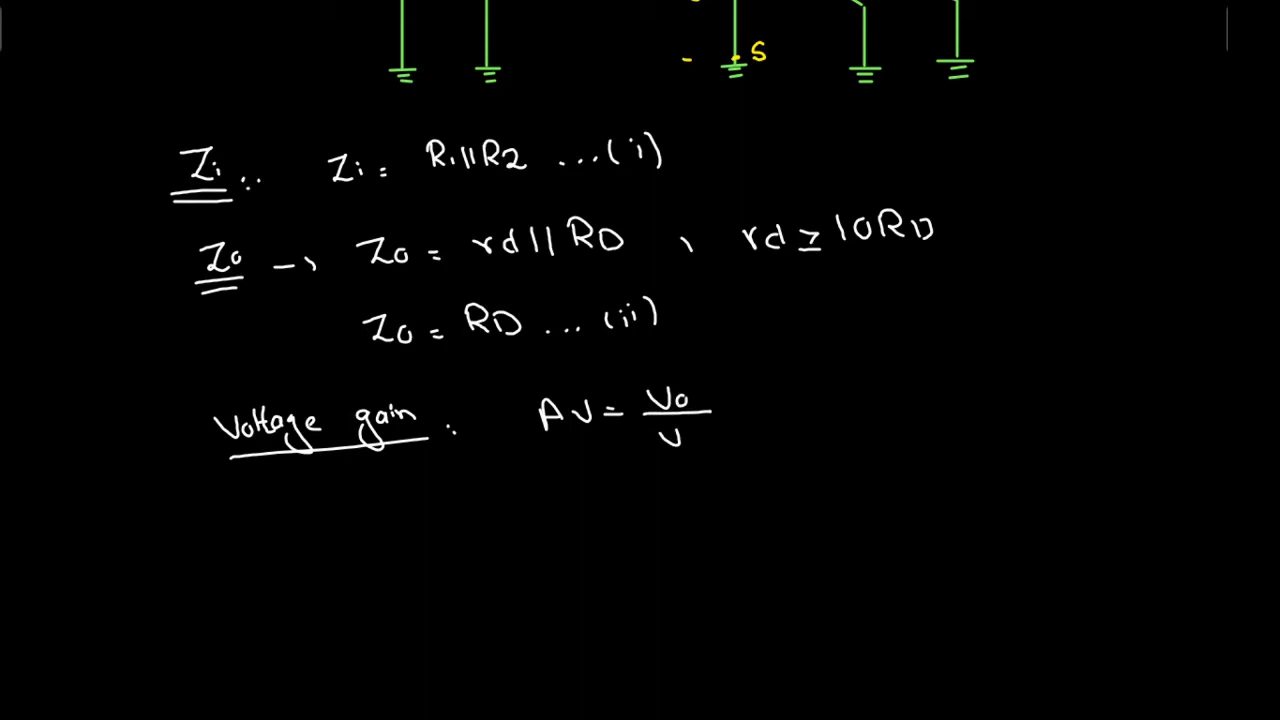 - . S
Zi :. Zi = R1||R2 ...(i)
Zo → Zo = rd||RD , rd ≥ 10RD
Zo = RD ...(ii)
Voltage gain : AV = Vo/V